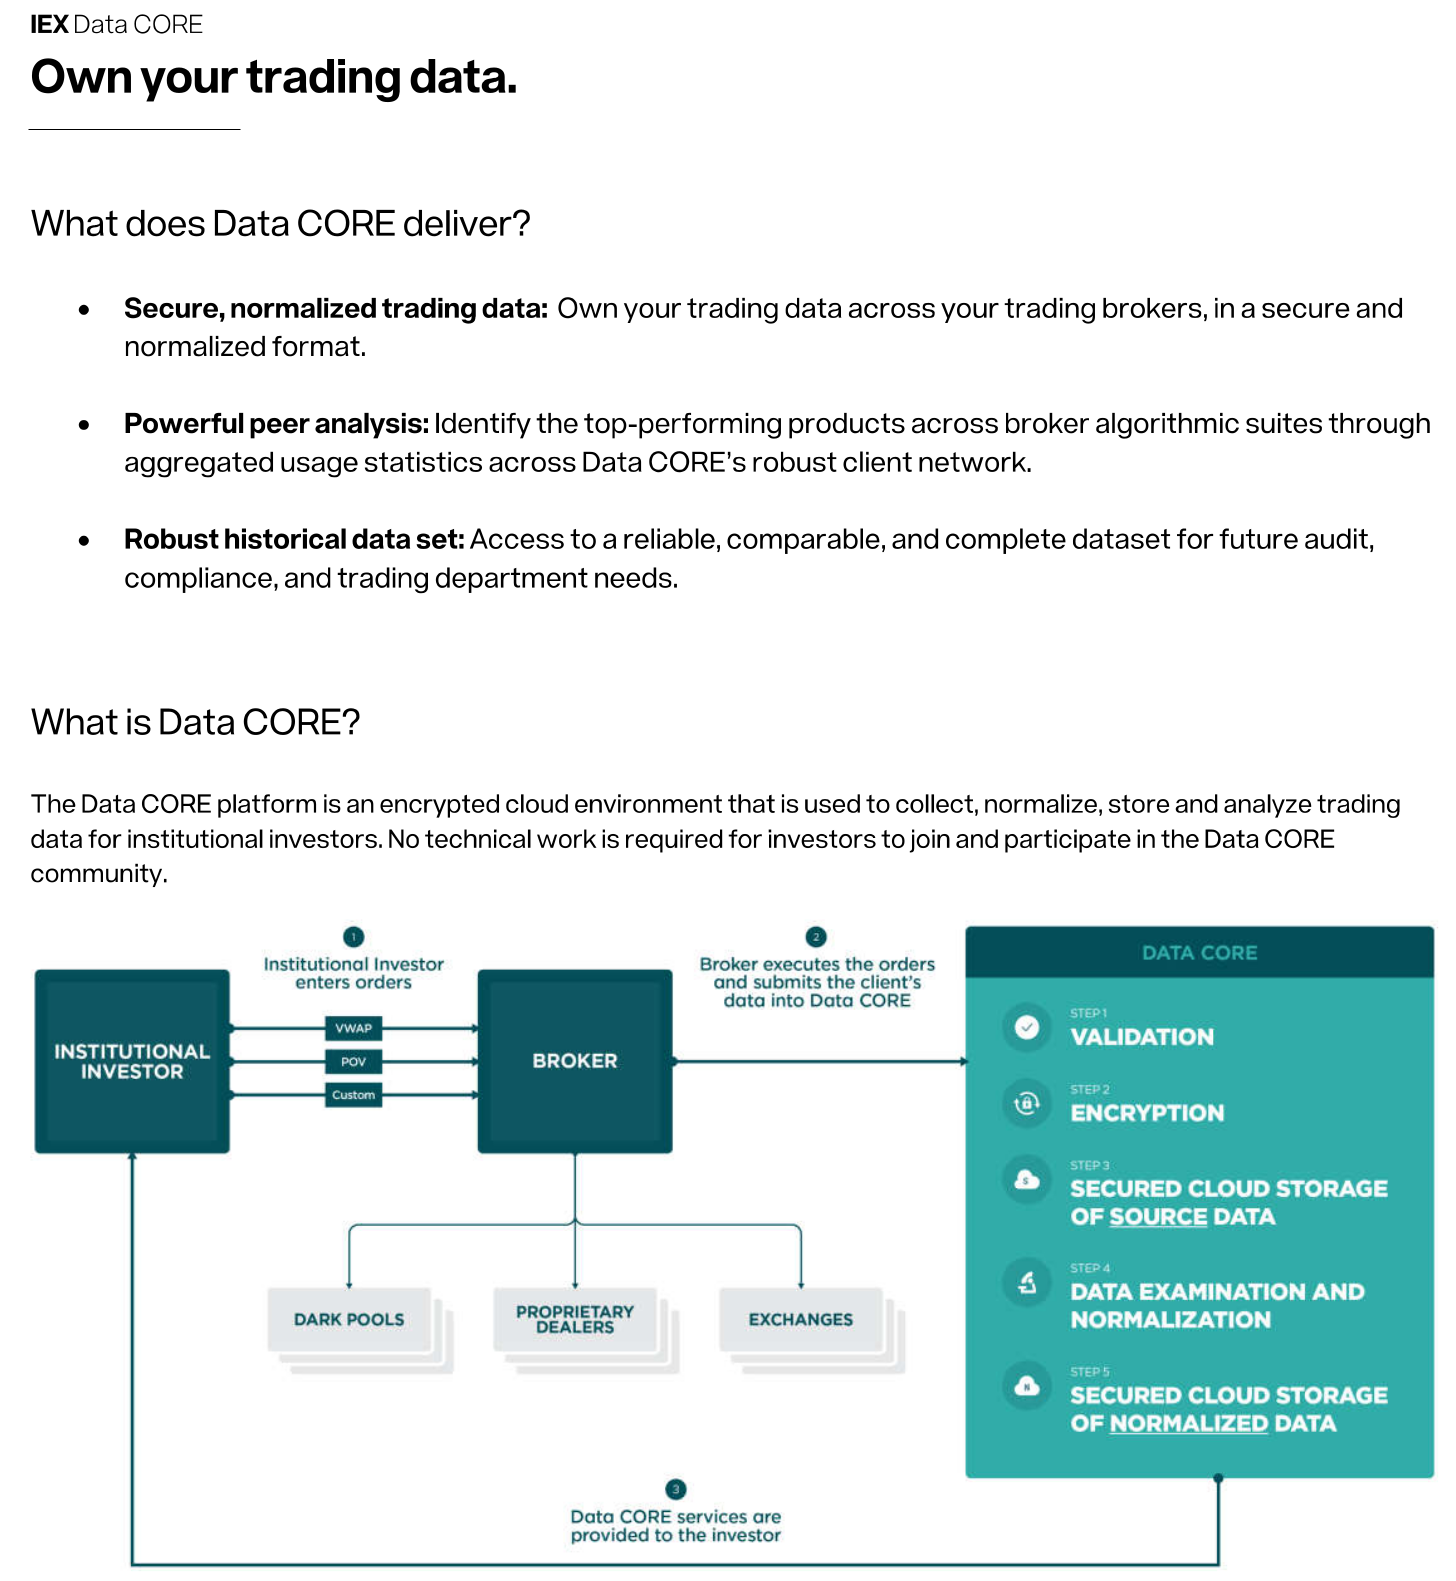 IEX Data CORE
Own your trading data.
What does Data CORE deliver?
• Secure, normalized trading data: Own your trading data across your trading brokers, in a secure and
normalized format.
• Powerful peer analysis: Identify the top-performing products across broker algorithmic suites through
aggregated usage statistics across Data CORE's robust client network.
• Robust historical data set: Access to a reliable, comparable, and complete dataset for future audit,
compliance, and trading department needs.
What is Data CORE?
The Data CORE platform is an encrypted cloud environment that is used to collect, normalize, store and analyze trading
data for institutional investors. No technical work is required for investors to join and participate in the Data CORE
community.
1
Institutional Investor
enters orders
INSTITUTIONAL
INVESTOR
VWAP
POV
Custom
BROKER
2
Broker executes the orders
and submits the client's
data into Data CORE
DARK POOLS
PROPRIETARY
DEALERS
EXCHANGES
DATA CORE
STEP 1
VALIDATION
STEP 2
ENCRYPTION
STEP 3
S
SECURED CLOUD STORAGE
OF SOURCE DATA
STEP 4
DATA EXAMINATION AND
NORMALIZATION
STEP 5
N
SECURED CLOUD STORAGE
OF NORMALIZED DATA
3
Data CORE services are
provided to the investor